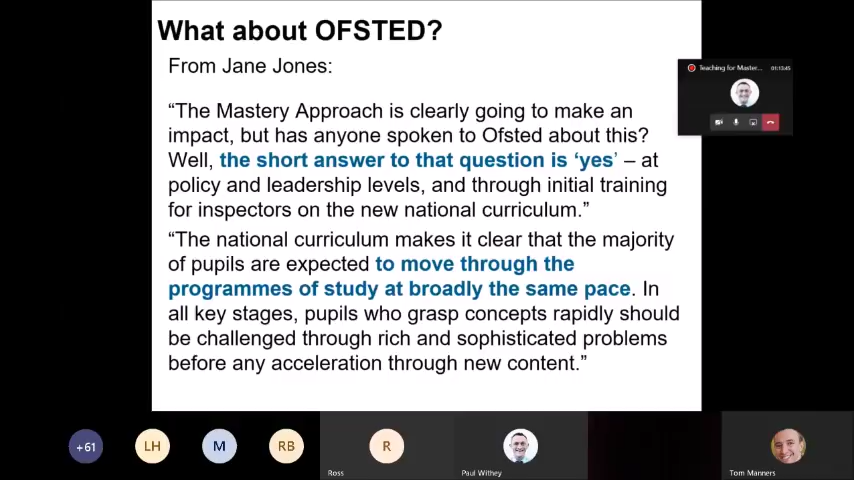 What about OFSTED?
From Jane Jones:
“The Mastery Approach is clearly going to make an
impact, but has anyone spoken to Ofsted about this?
Well, the short answer to that question is ‘yes’ – at
policy and leadership levels, and through initial training
for inspectors on the new national curriculum.”
“The national curriculum makes it clear that the majority
of pupils are expected to move through the
programmes of study at broadly the same pace. In
all key stages, pupils who grasp concepts rapidly should
be challenged through rich and sophisticated problems
before any acceleration through new content.”
Teaching for Master...
01:13:45
+61
LH
M
RB
R
Ross
Paul Withey
Tom Manners